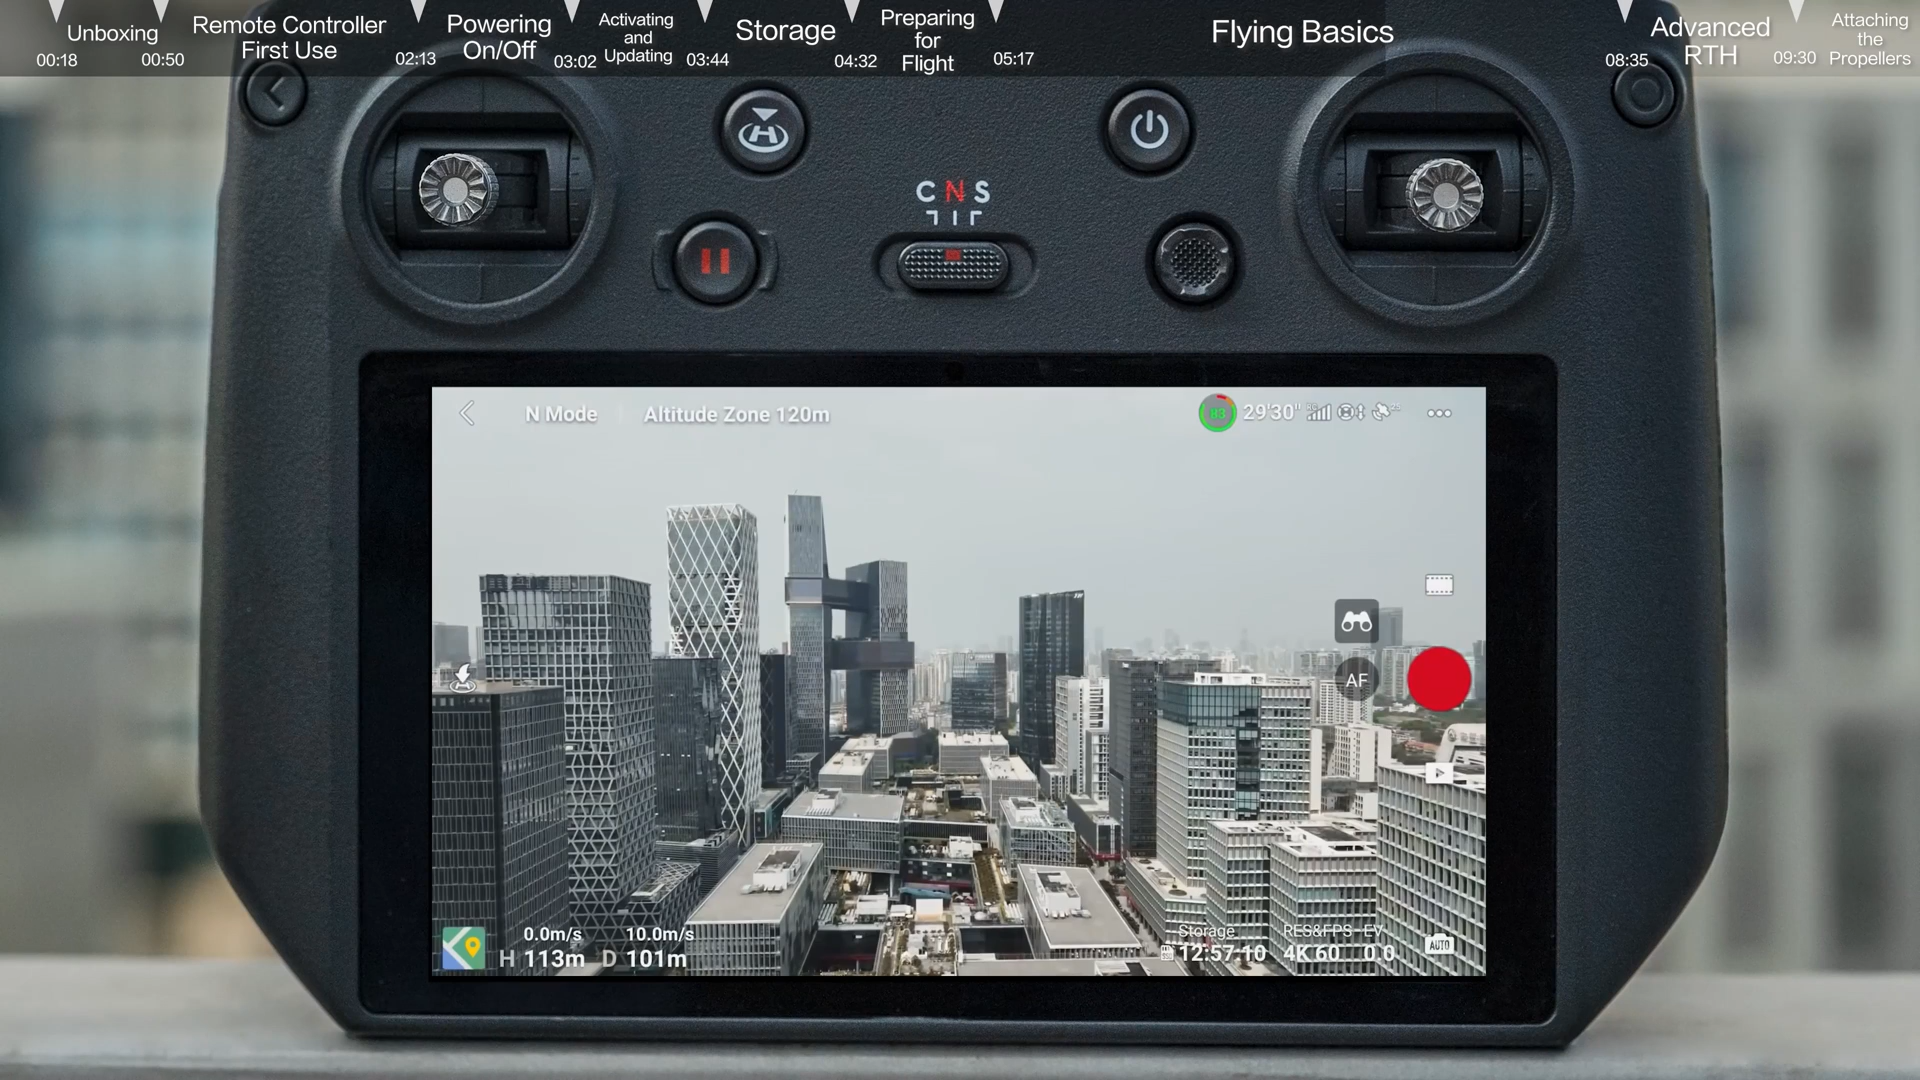 Unboxing
00:18
00:50
Remote Controller
First Use
02:13
Powering
On/Off
03:02
Activating
and
Updating
03:44
Storage
04:32
Preparing
for
Flight
05:17
Flying Basics
08:35
Advanced
RTH
09:30
Attaching
the
Propellers
H
C N S
N Mode
Altitude Zone 120m
83
29'30"
AF
0.0m/s
10.0m/s
H 113m
D 101m
Storage
RES&FPS
EV
12:57:10
4K 60
0.0
AUTO